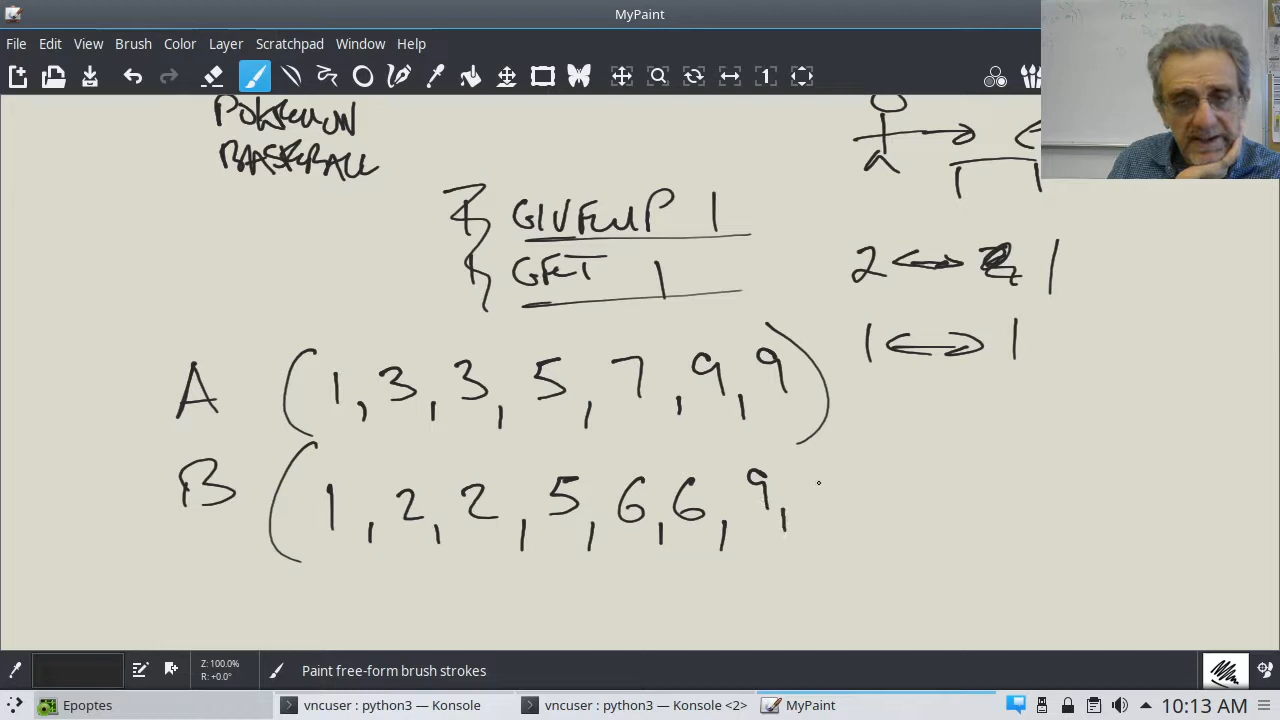 MyPaint
File Edit View Brush Color Layer Scratchpad Window Help
POKEMON
BASKEBALL
GIVEUP 1
GET 1
2 1
1 1
A (1, 3, 3, 5, 7, 9, 9)
B (1, 2, 2, 5, 6, 6, 9,
Z: 100.0%
R: +0.0°
Paint free-form brush strokes
Epoptes vncuser : python3 — Konsole vncuser : python3 — Konsole <2> MyPaint 10:13 AM